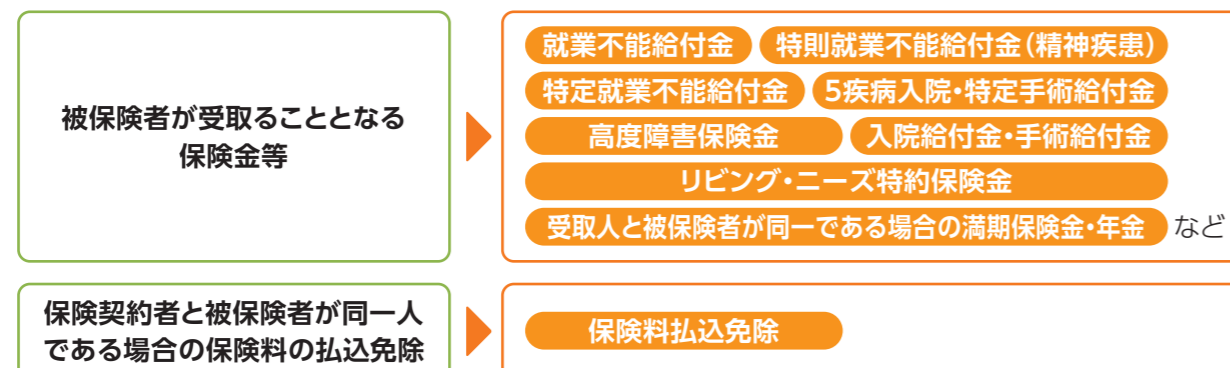 被保険者が受取ることとなる
保険金等
就業不能給付金 特則就業不能給付金(精神疾患)
特定就業不能給付金 5疾病入院・特定手術給付金
高度障害保険金 入院給付金・手術給付金
リビング・ニーズ特約保険金
受取人と被保険者が同一である場合の満期保険金・年金 など
保険契約者と被保険者が同一人
である場合の保険料の払込免除
保険料払込免除